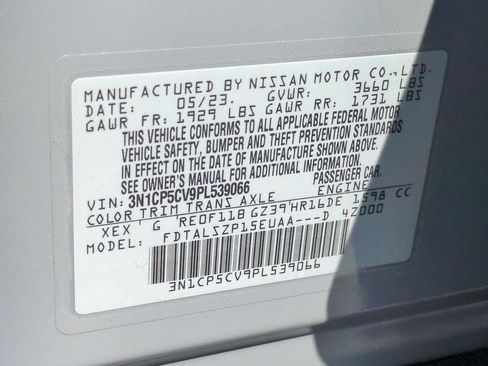 MANUFACTURED BY NISSAN MOTOR CO., LTD.
DATE: 05/23. GVWR: 3660 LBS
GAWR FR: 1929 LBS GAWR RR: 1731 LBS
THIS VEHICLE CONFORMS TO ALL APPLICABLE FEDERAL MOTOR
VEHICLE SAFETY, BUMPER AND THEFT PREVENTION STANDARDS
IN EFFECT ON THE DATE OF MANUFACTURE SHOWN ABOVE.
SEE OWNER'S MANUAL FOR ADDITIONAL INFORMATION.
VIN: 3N1CP5CV9PL539066 PASSENGER CAR.
COLOR TRIM TRANS AXLE ENGINE
XEX G RE0F11B GZ39 HR16DE 1598 CC
FDTALSZP15EUAA---D 4Z000
3N1CP5CV9PL539066